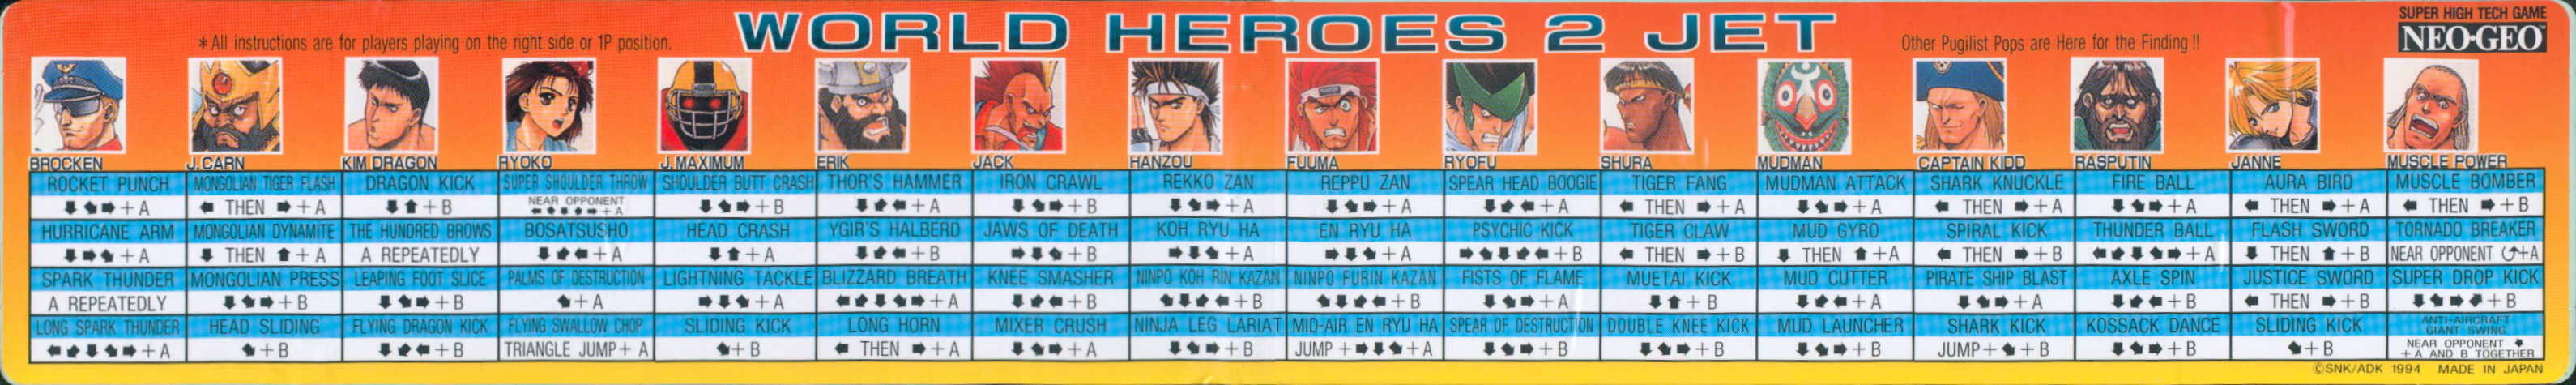 WORLD HEROES 2 JET
SUPER HIGH TECH GAME
NEO•GEO™
*All instructions are for players playing on the right side or 1P position.
Other Pugilist Pops are Here for the Finding !!
BROCKEN J.CARN KIM DRAGON RYOKO J.MAXIMUM ERIK JACK HANZOU FUUMA RYOFU SHURA MUDMAN CAPTAIN KIDD RASPUTIN JANNE MUSCLE POWER
ROCKET PUNCH MONGOLIAN TIGER FLASH DRAGON KICK SUPER SHOULDER THROW SHOULDER BUTT CRASH THOR'S HAMMER IRON CRAWL REKKO ZAN REPPU ZAN SPEAR HEAD BOOGIE TIGER FANG MUDMAN ATTACK SHARK KNUCKLE FIRE BALL AURA BIRD MUSCLE BOMBER
⬇⬊➡+A ⬅ THEN ➡+A ⬇⬆+B NEAR OPPONENT ⬅⬋⬇⬊➡+A ⬇⬊➡+B ⬇⬋⬅+A ⬇⬊➡+B ⬇⬊➡+A ⬇⬊➡+A ⬇⬋⬅+A ⬅ THEN ➡+A ⬇⬊➡+A ⬅ THEN ➡+A ⬇⬊➡+A ⬅ THEN ➡+A ⬅ THEN ➡+B
HURRICANE ARM MONGOLIAN DYNAMITE THE HUNDRED BROWS BOSATSUSHO HEAD CRASH YGIR'S HALBERD JAWS OF DEATH KOH RYU HA EN RYU HA PSYCHIC KICK TIGER CLAW MUD GYRO SPIRAL KICK THUNDER BALL FLASH SWORD TORNADO BREAKER
⬇➡⬊+A ⬇ THEN ⬆+A A REPEATEDLY ⬇⬋⬅+A ⬇⬆+A ⬇⬋⬅+B ➡⬇⬊+B ➡⬇⬊+A ➡⬇⬊+A ➡⬊⬇⬋⬅+B ⬅ THEN ➡+B ⬇ THEN ⬆+A ⬅ THEN ➡+B ⬅⬋⬇⬊➡+A ⬇ THEN ⬆+B NEAR OPPONENT ↺+A
SPARK THUNDER MONGOLIAN PRESS LEAPING FOOT SLICE PALMS OF DESTRUCTION LIGHTNING TACKLE BLIZZARD BREATH KNEE SMASHER NINPO KOH RIN KAZAN NINPO FURIN KAZAN FISTS OF FLAME MUETAI KICK MUD CUTTER PIRATE SHIP BLAST AXLE SPIN JUSTICE SWORD SUPER DROP KICK
A REPEATEDLY ⬇⬊➡+B ⬇⬊➡+B ⬊+A ➡⬇⬊+A ⬅⬋⬇⬊➡+A ⬇⬋⬅+B ⬊⬇⬋⬅+B ⬊⬇⬋⬅+B ⬇⬊➡+A ⬇⬆+B ⬇⬋⬅+A ⬇⬊➡+A ⬇⬋⬅+B ⬅ THEN ➡+B ⬇⬊➡⬈+B
LONG SPARK THUNDER HEAD SLIDING FLYING DRAGON KICK FLYING SWALLOW CHOP SLIDING KICK LONG HORN MIXER CRUSH NINJA LEG LARIAT MID-AIR EN RYU HA SPEAR OF DESTRUCTION DOUBLE KNEE KICK MUD LAUNCHER SHARK KICK KOSSACK DANCE SLIDING KICK ANTI-AIRCRAFT GIANT SWING
⬅⬋⬇⬊➡+A ⬊+B ⬇⬋⬅+B TRIANGLE JUMP+ A ⬊+B ⬅ THEN ➡+A ⬇⬊➡+A ⬇⬊➡+B JUMP+➡⬇⬊+A ⬇⬊➡+B ⬇⬊➡+B ⬇⬊➡+B JUMP+⬊+B ⬇⬊➡+B ⬊+B NEAR OPPONENT ⬊ +A AND B TOGETHER
©SNK/ADK 1994 MADE IN JAPAN